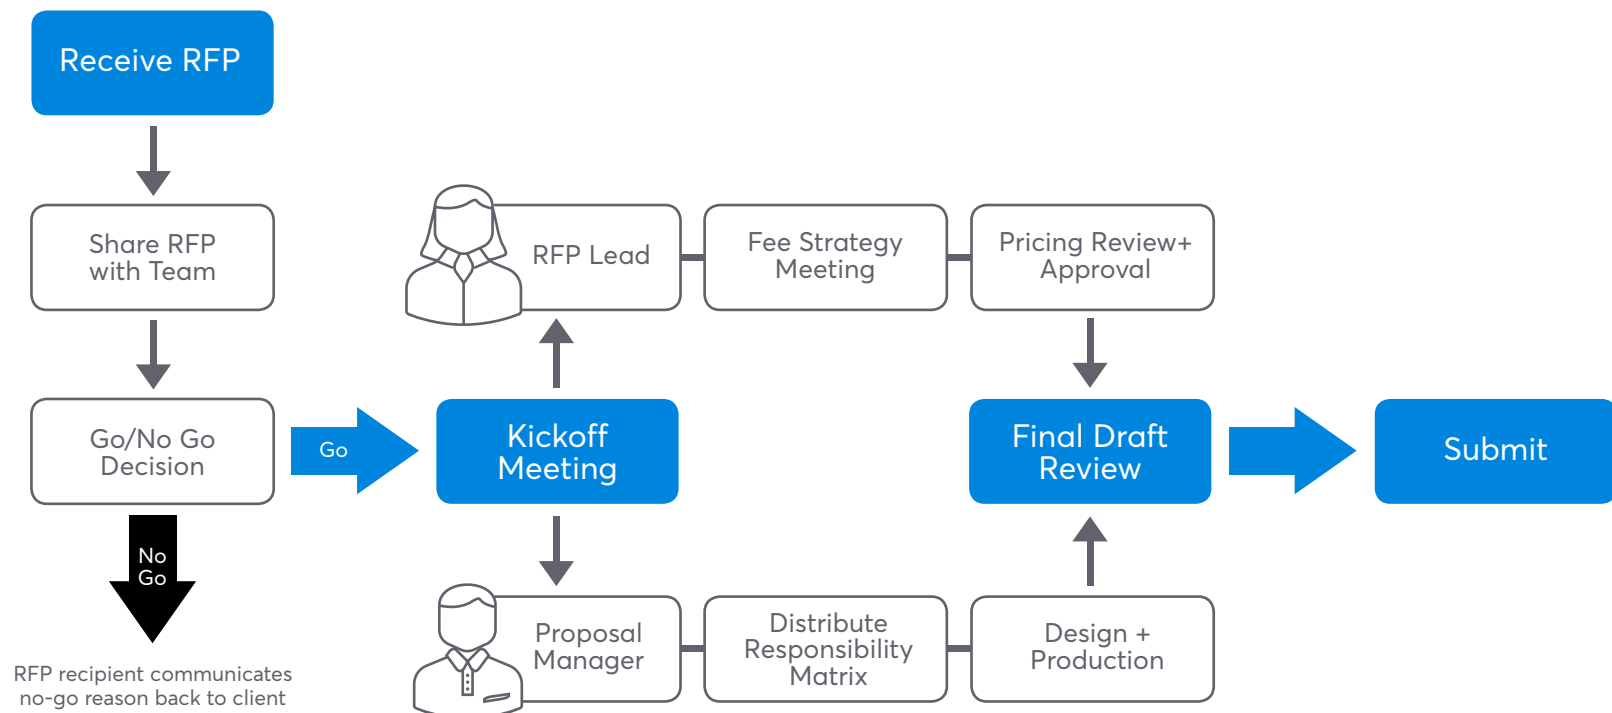 Receive RFP
Share RFP
with Team
Go/No Go
Decision
No
Go
RFP recipient communicates
no-go reason back to client
Go
Kickoff
Meeting
RFP Lead
Fee Strategy
Meeting
Pricing Review+
Approval
Proposal
Manager
Distribute
Responsibility
Matrix
Design +
Production
Final Draft
Review
Submit